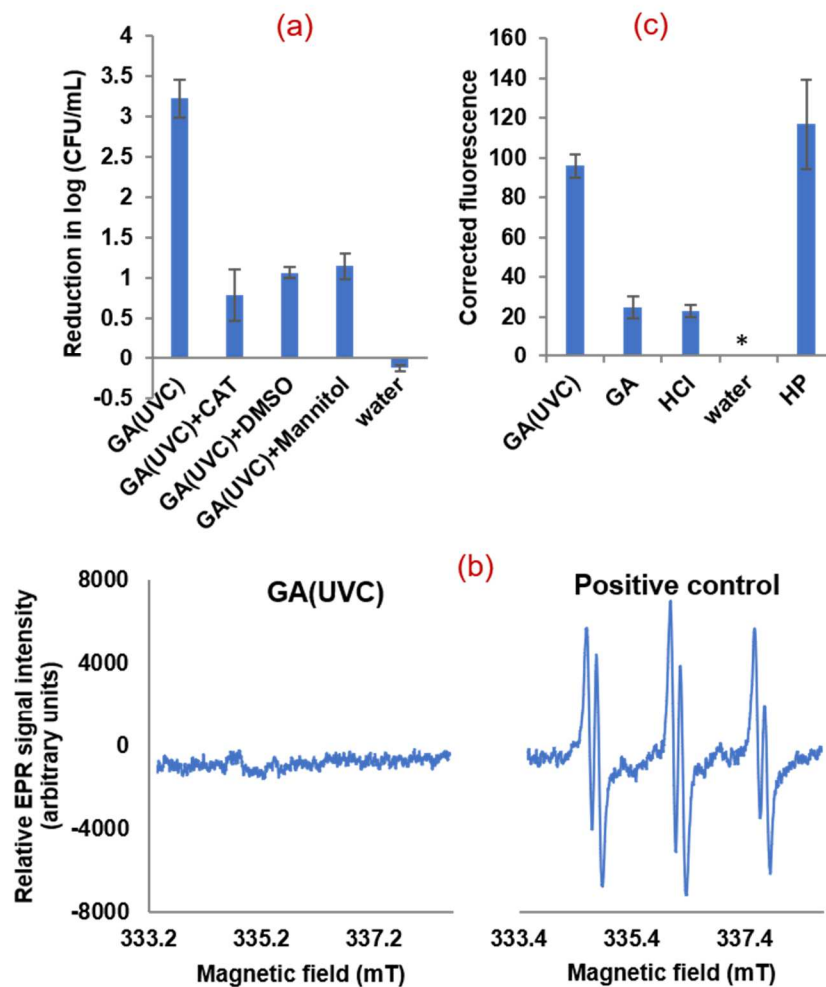 (a)
Reduction in log (CFU/mL)
4
3.5
3
2.5
2
1.5
1
0.5
0
-0.5
GA(UVC)
GA(UVC)+CAT
GA(UVC)+DMSO
GA(UVC)+Mannitol
water
(c)
Corrected fluorescence
160
140
120
100
80
60
40
20
0
*
GA(UVC)
GA
HCl
water
HP
(b)
Relative EPR signal intensity
(arbitrary units)
8000
4000
0
-4000
-8000
GA(UVC)
333.2 335.2 337.2
Magnetic field (mT)
Positive control
333.4 335.4 337.4
Magnetic field (mT)